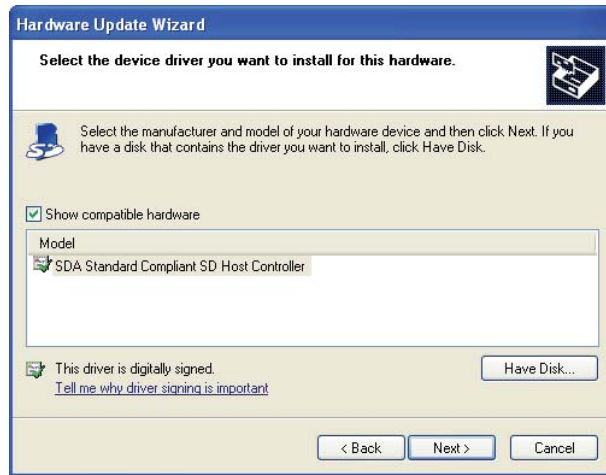 Hardware Update Wizard
Select the device driver you want to install for this hardware.
Select the manufacturer and model of your hardware device and then click Next. If you
have a disk that contains the driver you want to install, click Have Disk.
Show compatible hardware
Model
SDA Standard Compliant SD Host Controller
This driver is digitally signed.
Have Disk...
Tell me why driver signing is important
< Back
Next >
Cancel